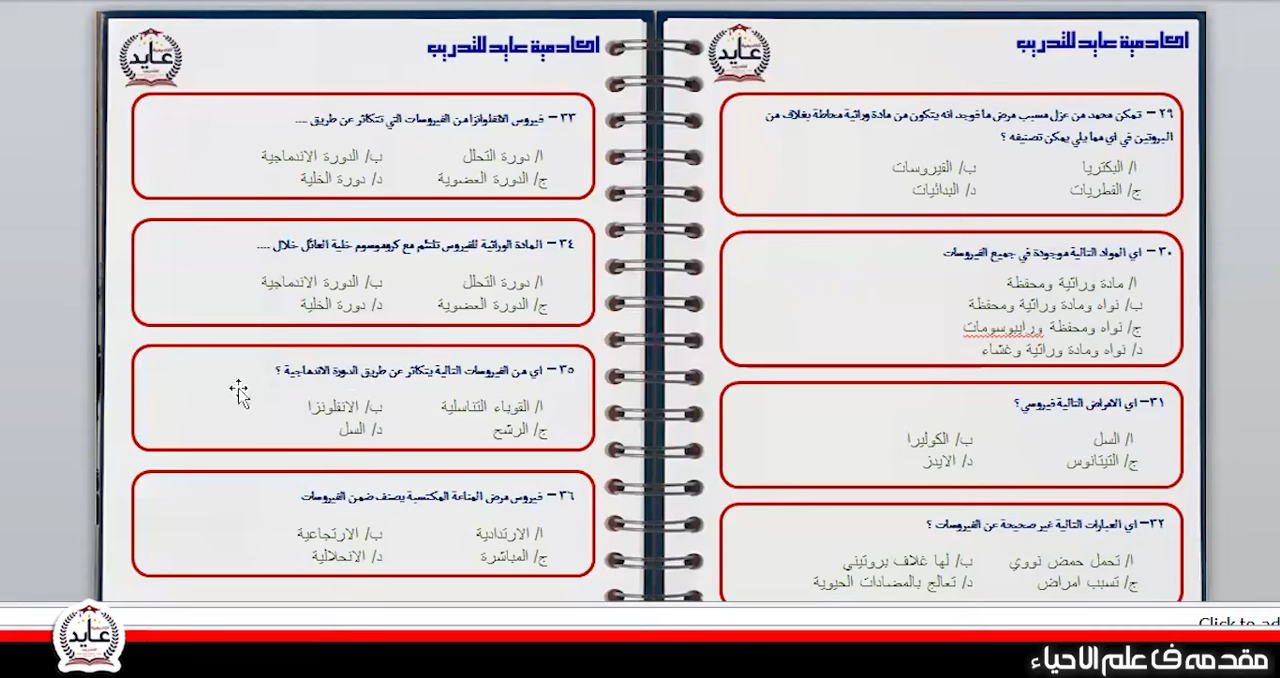 اكادمية عايد للتدريب
٢٩ – تمكن محمد من عزل مسبب مرض ما فوجد انه يتكون من مادة وراثية محاطة بغلاف من
البروتين في اي مما يلي يمكن تصنيفه ؟
ا/ البكتريا ب/ الفيروسات
ج/ الفطريات د/ البدائيات
٣٠ – اي المواد التالية موجودة في جميع الفيروسات
ا/ مادة وراثية ومحفظة
ب/ نواه ومادة وراثية ومحفظة
ج/ نواه ومحفظة ورايبوسومات
د/ نواه ومادة وراثية وغشاء
٣١ – اي الامراض التالية فيروسي؟
ا/ السل ب/ الكوليرا
ج/ التيتانوس د/ الايدز
٣٢ – اي العبارات التالية غير صحيحة عن الفيروسات ؟
ا/ تحمل حمض نووي ب/ لها غلاف بروتيني
ج/ تسبب امراض د/ تعالج بالمضادات الحيوية
اكادمية عايد للتدريب
٣٣ – فيروس الانفلوانزا من الفيروسات التي تتكاثر عن طريق ....
ا/ دورة التحلل ب/ الدورة الاندماجية
ج/ الدورة العضوية د/ دورة الخلية
٣٤ – المادة الوراثية للفيروس تلتئم مع كروموسوم خلية العائل خلال ....
ا/ دورة التحلل ب/ الدورة الاندماجية
ج/ الدورة العضوية د/ دورة الخلية
٣٥ – اي من الفيروسات التالية يتكاثر عن طريق الدورة الاندماجية ؟
ا/ القوباء التناسلية ب/ الانفلونزا
ج/ الرشح د/ السل
٣٦ – فيروس مرض المناعة المكتسبة يصنف ضمن الفيروسات
ا/ الارتدادية ب/ الارتجاعية
ج/ المباشرة د/ الانحلالية
Click to ad
عايد
مقدمه ف علم الاحياء